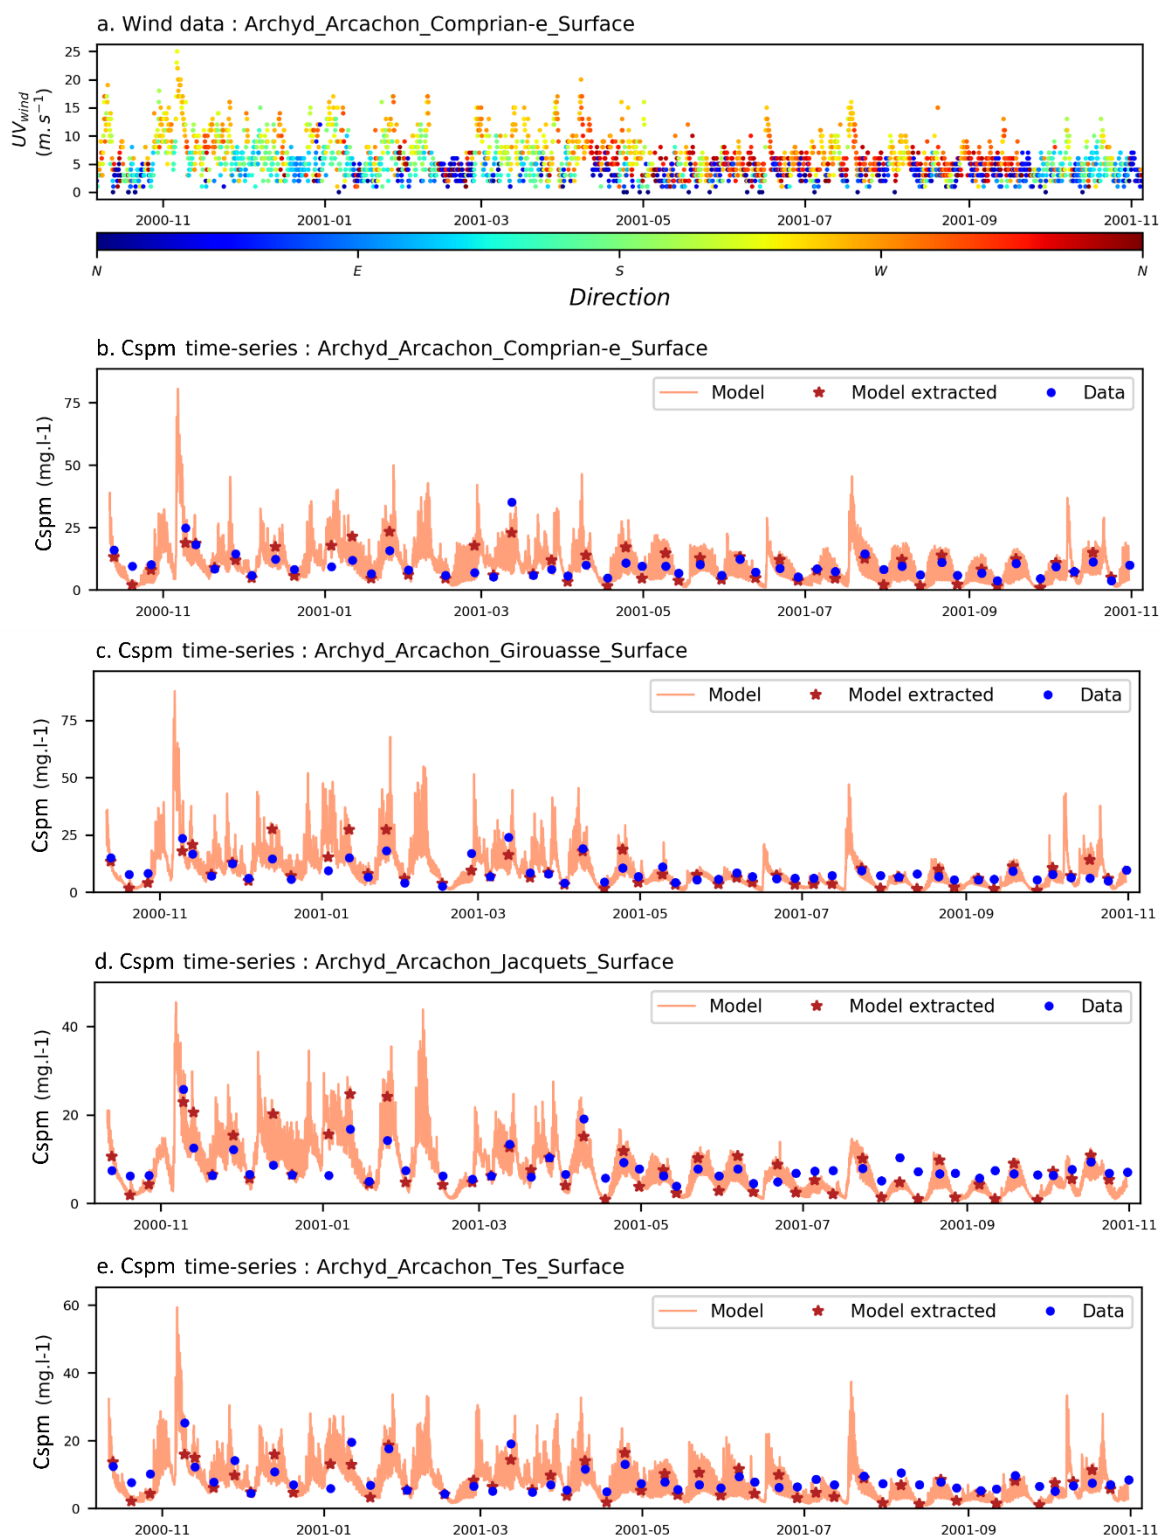 a. Wind data : Archyd_Arcachon_Comprian-e_Surface
UV_wind
(m.s⁻¹)
25
20
15
10
5
0
2000-11 2001-01 2001-03 2001-05 2001-07 2001-09 2001-11
N E S W N
Direction
b. Cspm time-series : Archyd_Arcachon_Comprian-e_Surface
Cspm (mg.l-1)
75
50
25
0
Model Model extracted Data
2000-11 2001-01 2001-03 2001-05 2001-07 2001-09 2001-11
c. Cspm time-series : Archyd_Arcachon_Girouasse_Surface
Cspm (mg.l-1)
75
50
25
0
Model Model extracted Data
2000-11 2001-01 2001-03 2001-05 2001-07 2001-09 2001-11
d. Cspm time-series : Archyd_Arcachon_Jacquets_Surface
Cspm (mg.l-1)
40
20
0
Model Model extracted Data
2000-11 2001-01 2001-03 2001-05 2001-07 2001-09 2001-11
e. Cspm time-series : Archyd_Arcachon_Tes_Surface
Cspm (mg.l-1)
60
40
20
0
Model Model extracted Data
2000-11 2001-01 2001-03 2001-05 2001-07 2001-09 2001-11